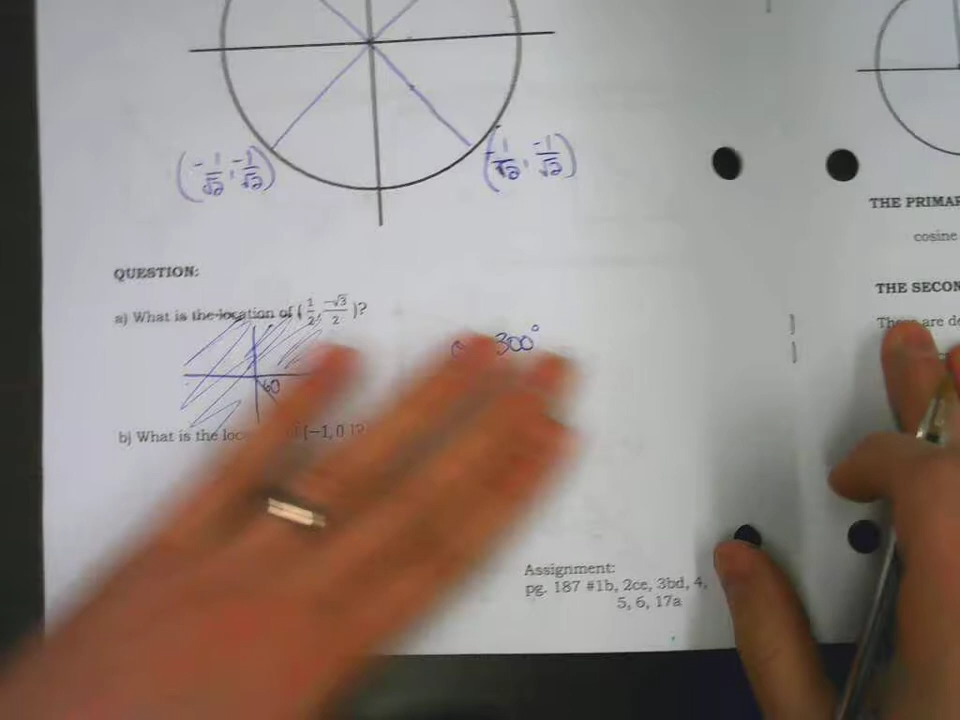 (-1/√2, -1/√2)
(1/√2, -1/√2)
QUESTION:
a) What is the location of (1/2, -√3/2)?
300°
60
b) What is the loc of (-1, 0)?
Assignment:
pg. 187 #1b, 2ce, 3bd, 4,
5, 6, 17a
THE PRIMAR
cosine
THE SECON
are de